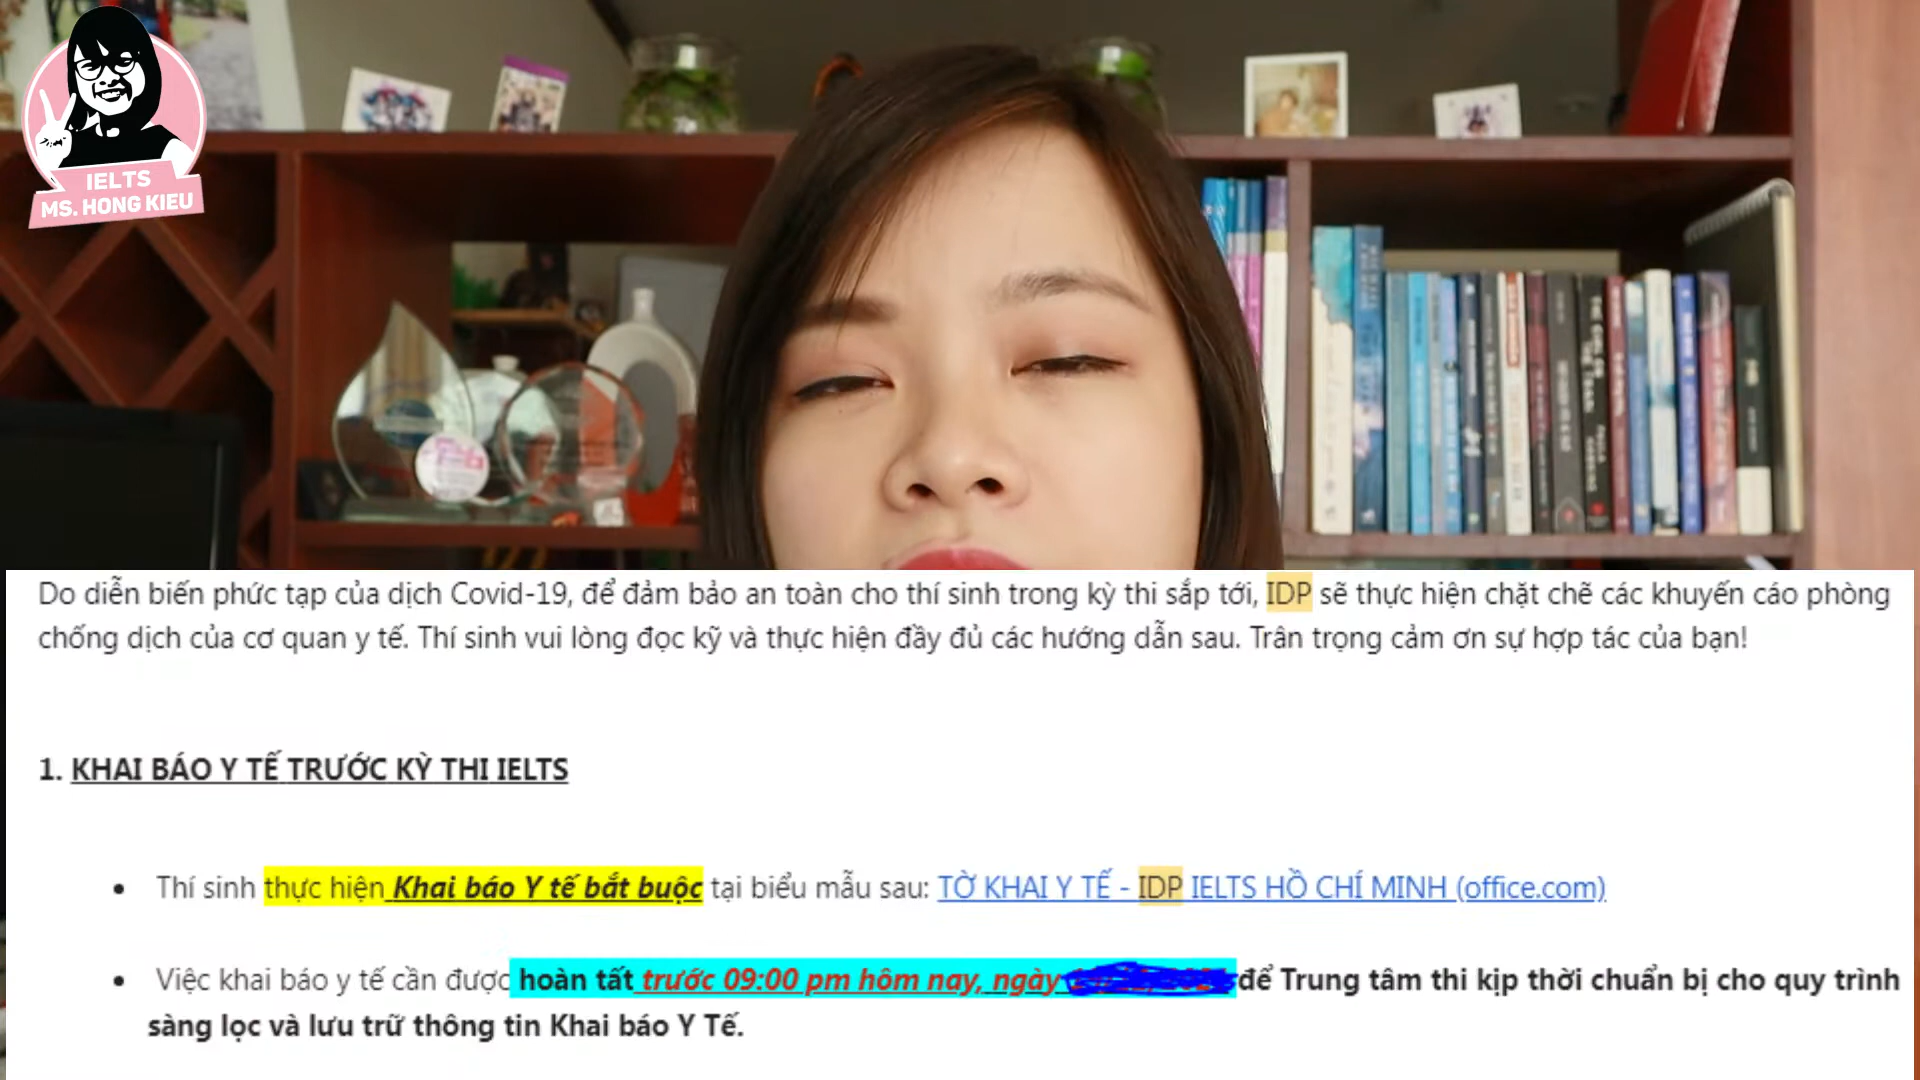 IELTS
MS. HONG KIEU
Do diễn biến phức tạp của dịch Covid-19, để đảm bảo an toàn cho thí sinh trong kỳ thi sắp tới, IDP sẽ thực hiện chặt chẽ các khuyến cáo phòng
chống dịch của cơ quan y tế. Thí sinh vui lòng đọc kỹ và thực hiện đầy đủ các hướng dẫn sau. Trân trọng cảm ơn sự hợp tác của bạn!
1. KHAI BÁO Y TẾ TRƯỚC KỲ THI IELTS
• Thí sinh thực hiện Khai báo Y tế bắt buộc tại biểu mẫu sau: TỜ KHAI Y TẾ - IDP IELTS HỒ CHÍ MINH (office.com)
• Việc khai báo y tế cần được hoàn tất trước 09:00 pm hôm nay, ngày để Trung tâm thi kịp thời chuẩn bị cho quy trình
sàng lọc và lưu trữ thông tin Khai báo Y Tế.